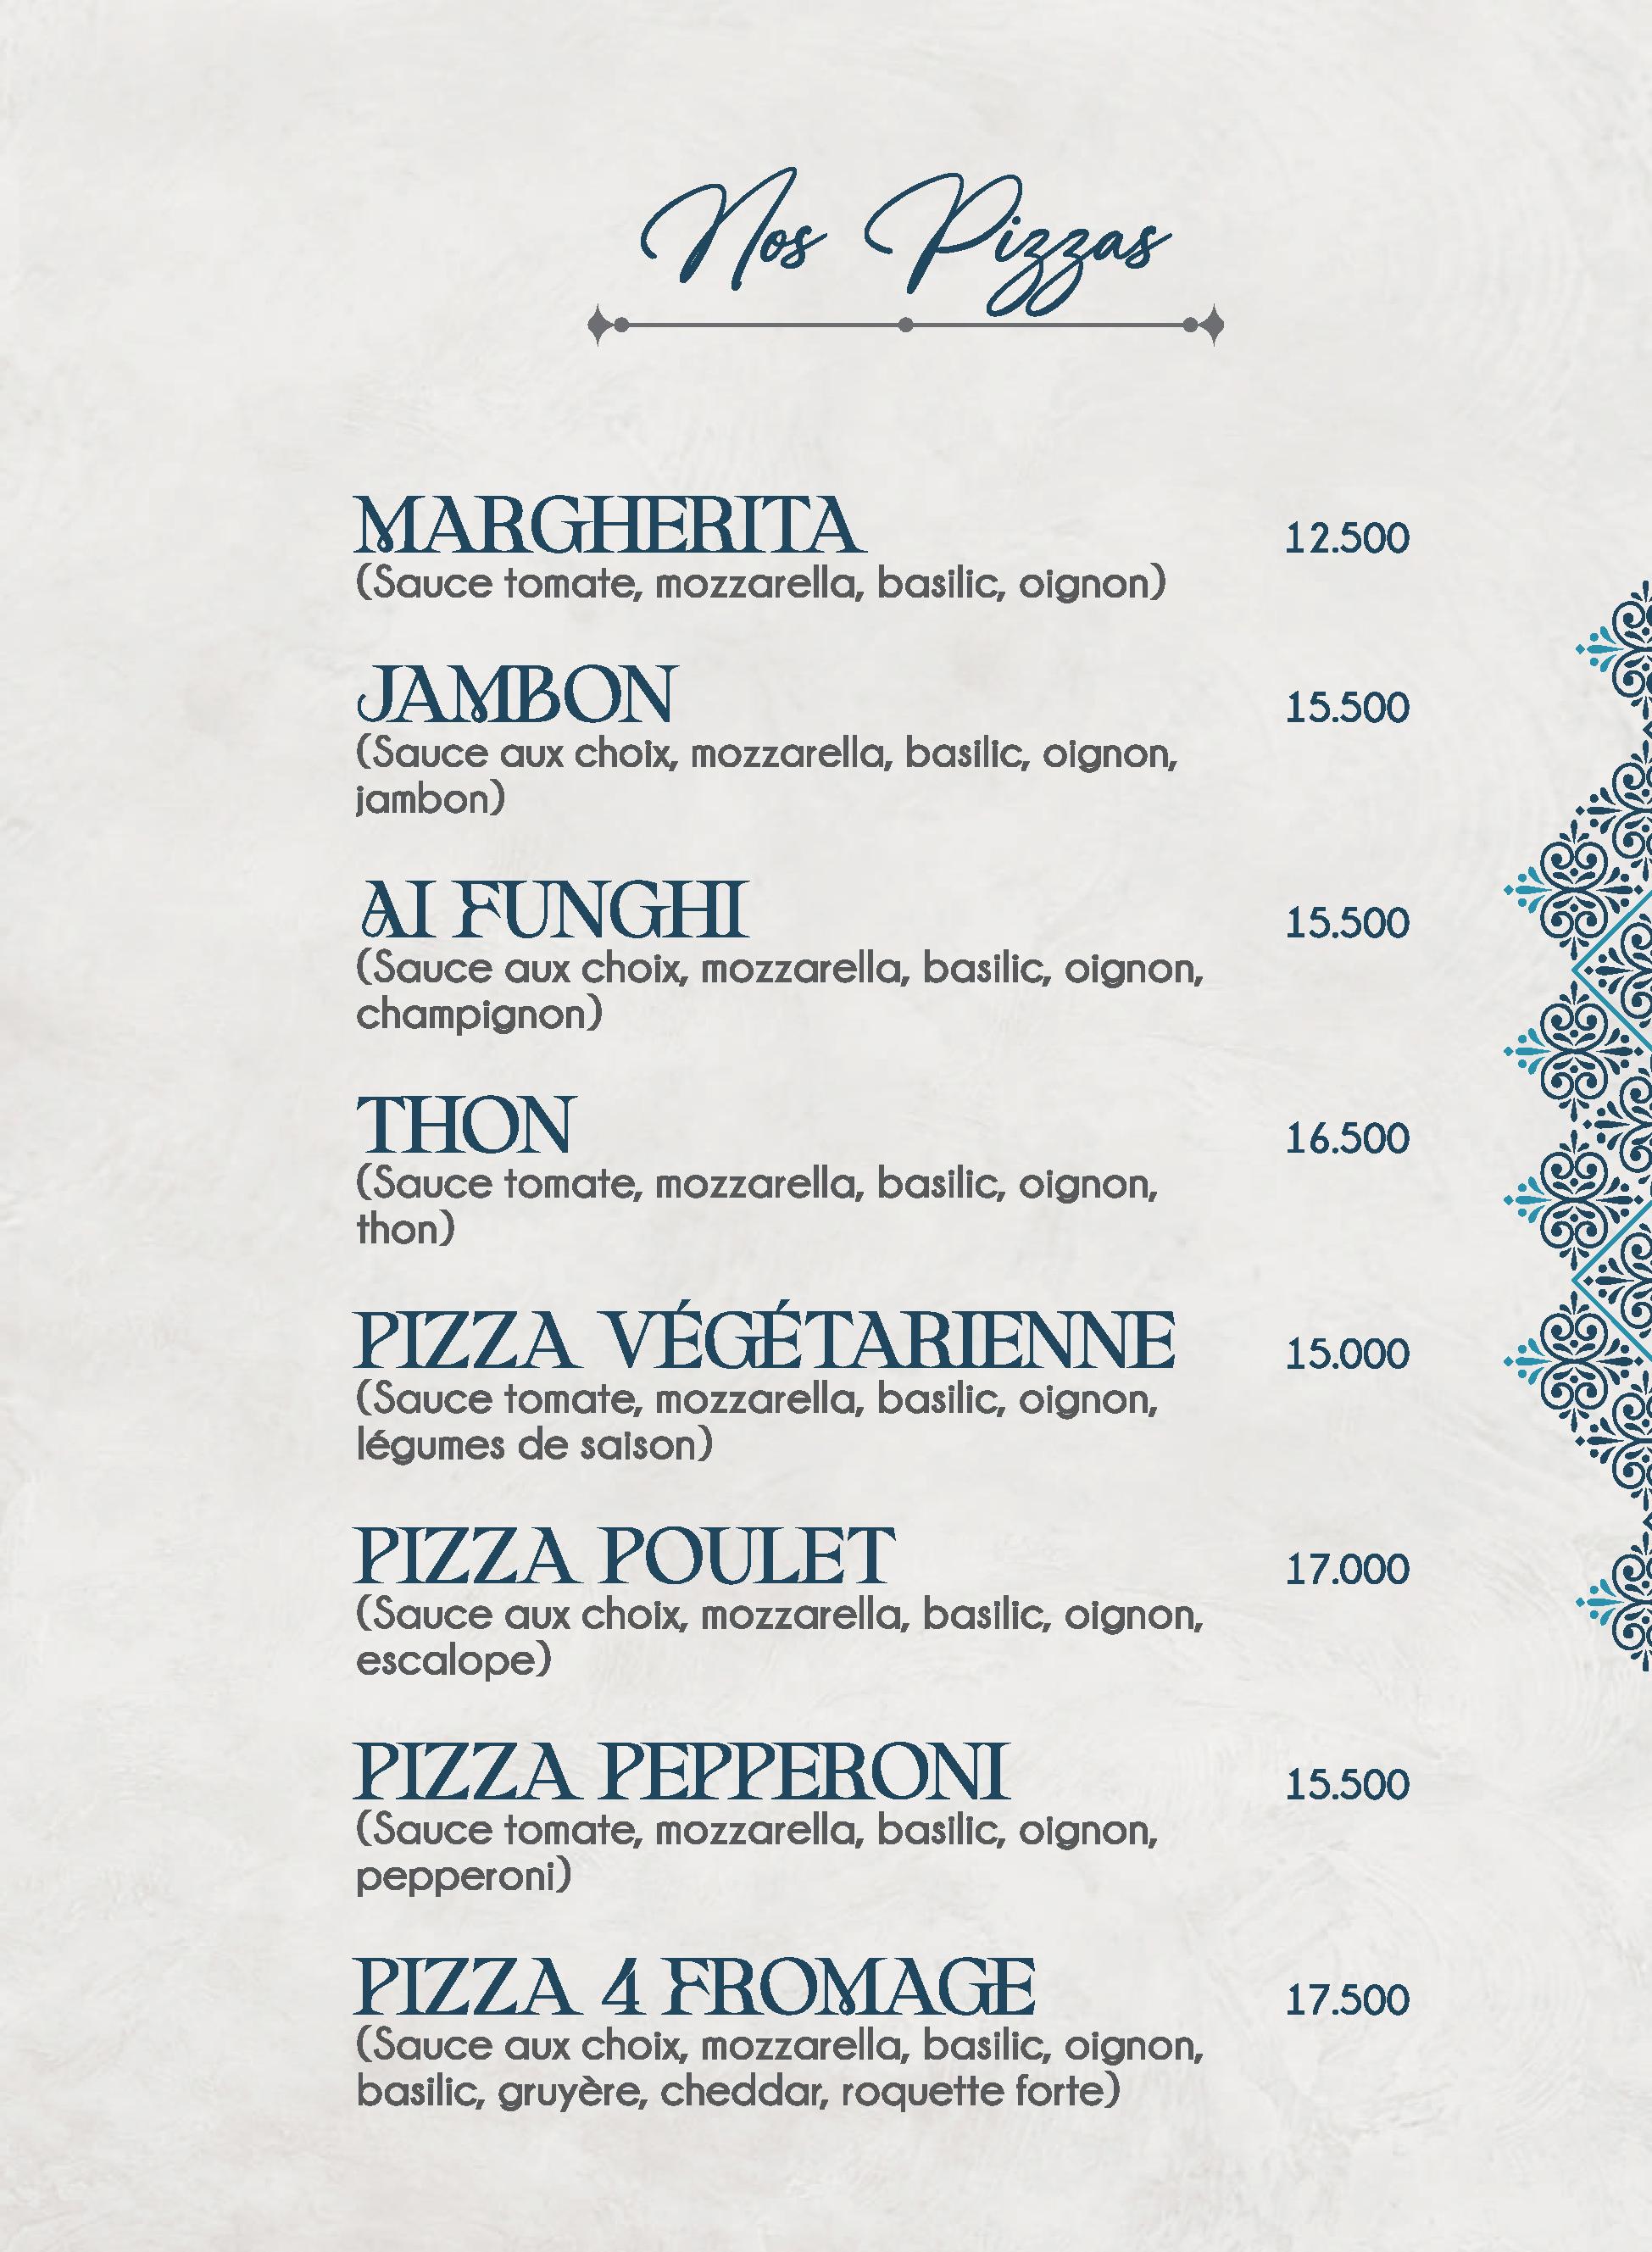 Nos Pizzas
MARGHERITA 12.500
(Sauce tomate, mozzarella, basilic, oignon)
JAMBON 15.500
(Sauce aux choix, mozzarella, basilic, oignon,
jambon)
AI FUNGHI 15.500
(Sauce aux choix, mozzarella, basilic, oignon,
champignon)
THON 16.500
(Sauce tomate, mozzarella, basilic, oignon,
thon)
PIZZA VÉGÉTARIENNE 15.000
(Sauce tomate, mozzarella, basilic, oignon,
légumes de saison)
PIZZA POULET 17.000
(Sauce aux choix, mozzarella, basilic, oignon,
escalope)
PIZZA PEPPERONI 15.500
(Sauce tomate, mozzarella, basilic, oignon,
pepperoni)
PIZZA 4 FROMAGE 17.500
(Sauce aux choix, mozzarella, basilic, oignon,
basilic, gruyère, cheddar, roquette forte)